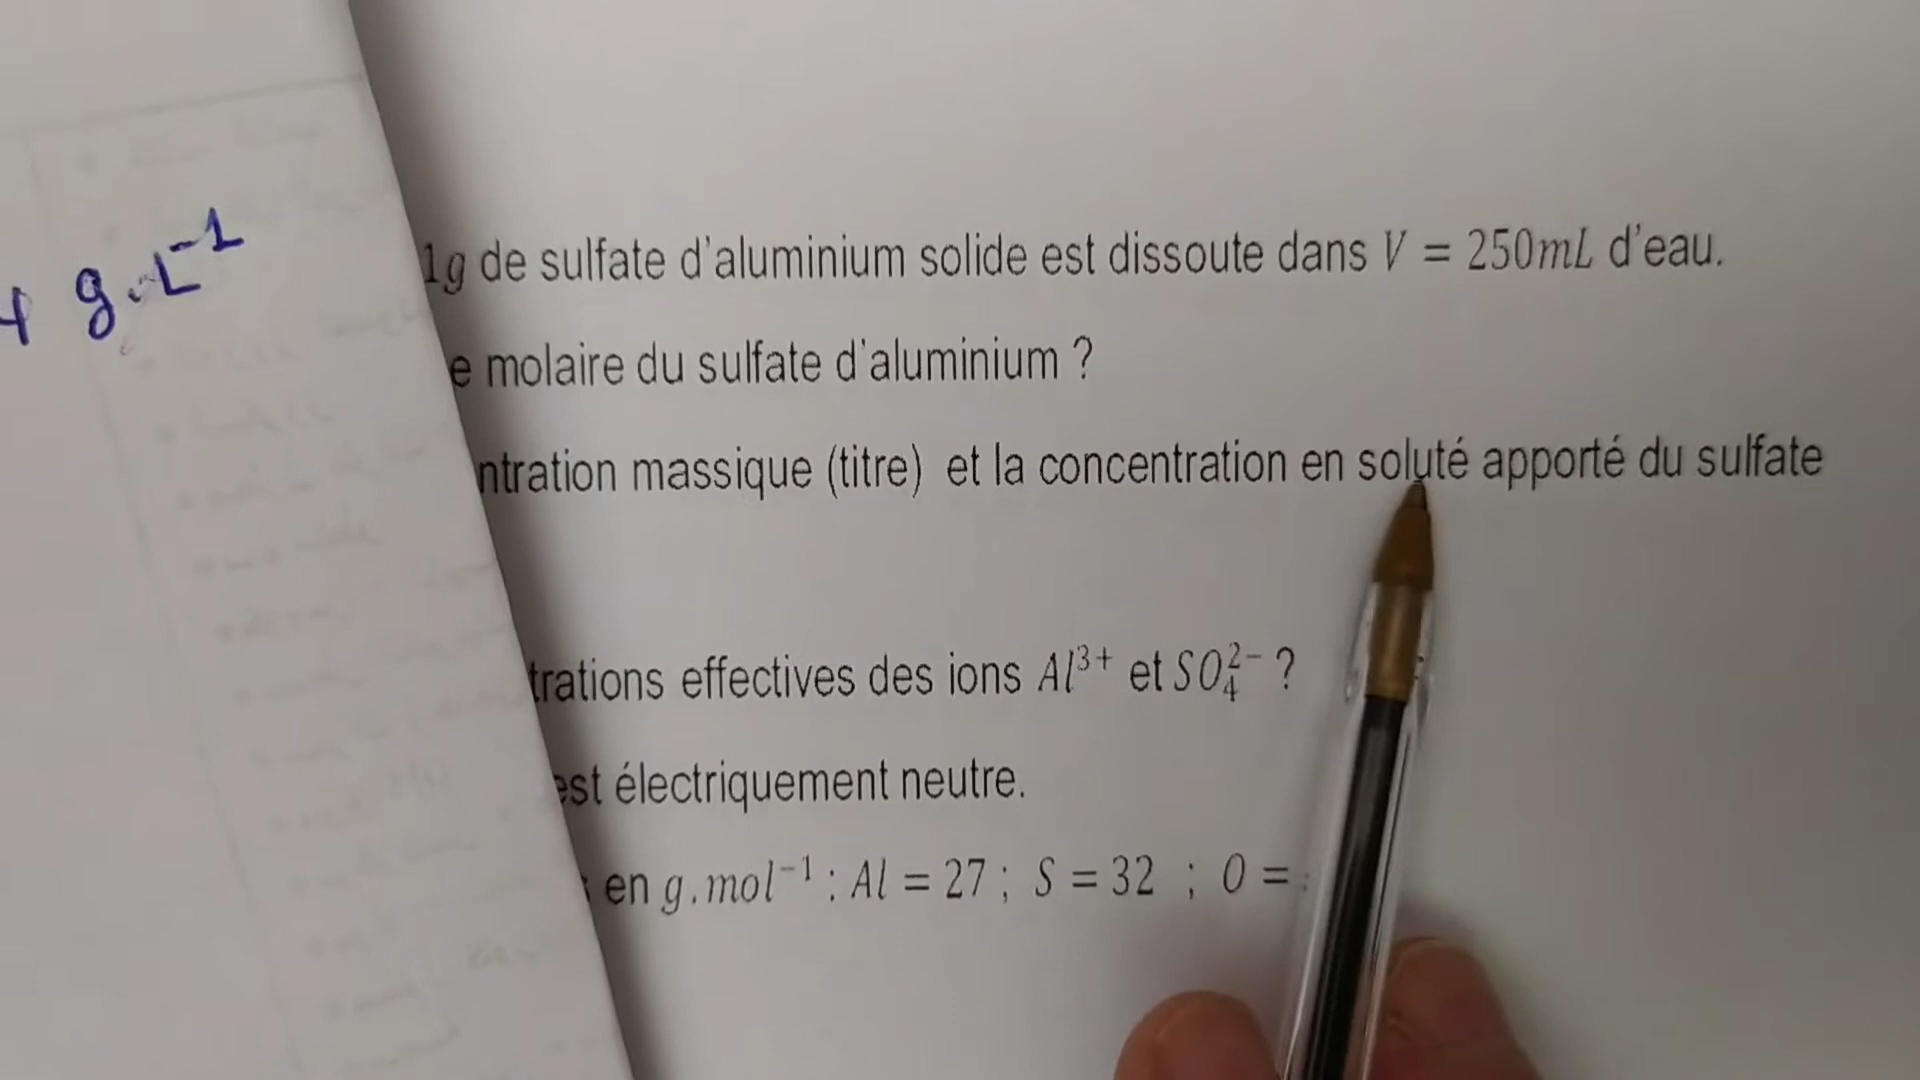 g.L⁻¹
1g de sulfate d'aluminium solide est dissoute dans V = 250mL d'eau.
e molaire du sulfate d'aluminium ?
ntration massique (titre) et la concentration en soluté apporté du sulfate
trations effectives des ions Al³⁺ et SO₄²⁻ ?
est électriquement neutre.
en g.mol⁻¹ : Al = 27 ; S = 32 ; O =